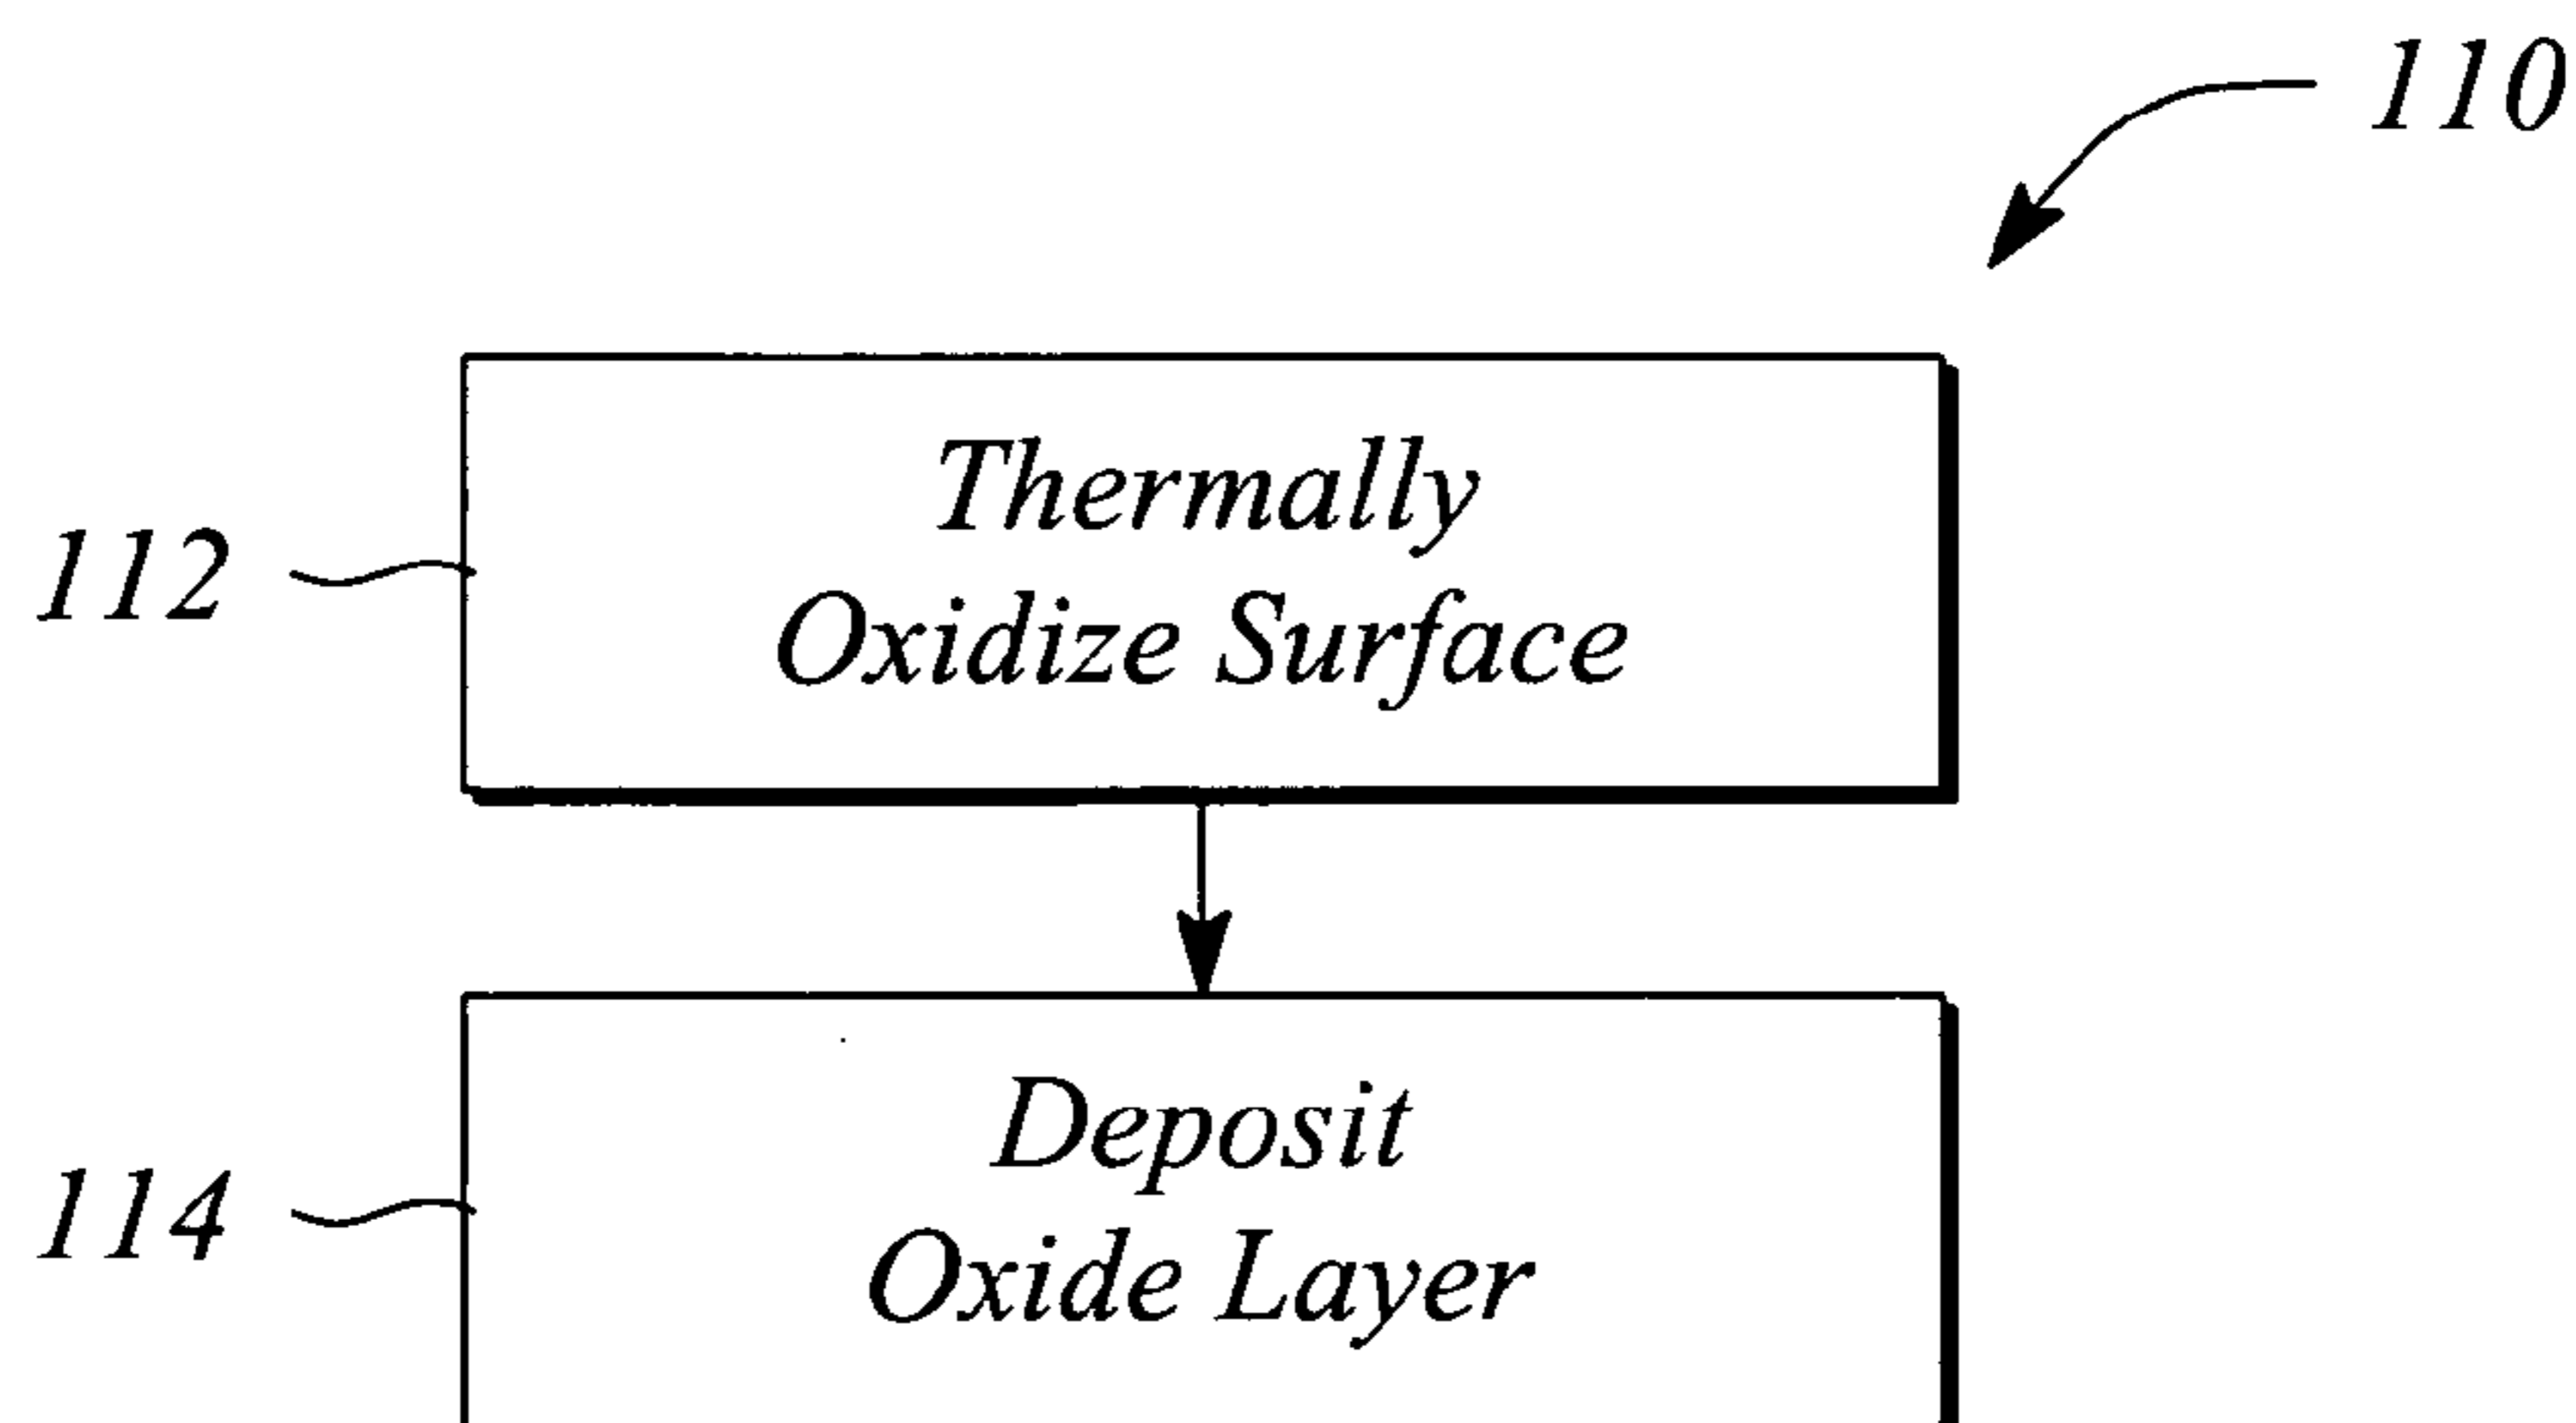 110
112
Thermally
Oxidize Surface
114
Deposit
Oxide Layer